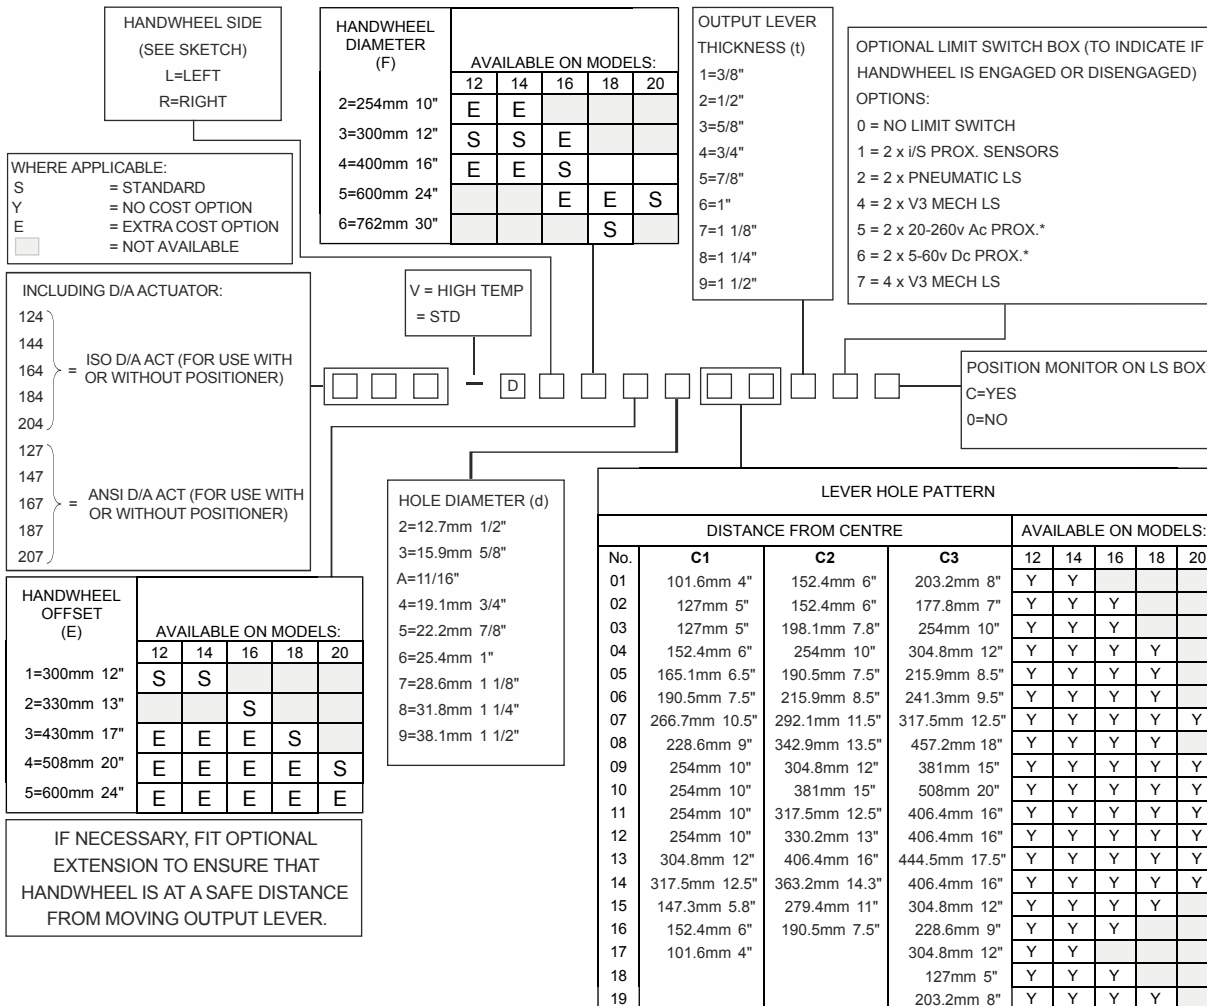 HANDWHEEL SIDE
(SEE SKETCH)
L=LEFT
R=RIGHT
HANDWHEEL
DIAMETER
(F)
AVAILABLE ON MODELS:
12 14 16 18 20
2=254mm 10" E E
3=300mm 12" S S E
4=400mm 16" E E S
5=600mm 24" E E S
6=762mm 30" S
OUTPUT LEVER
THICKNESS (t)
1=3/8"
2=1/2"
3=5/8"
4=3/4"
5=7/8"
6=1"
7=1 1/8"
8=1 1/4"
9=1 1/2"
OPTIONAL LIMIT SWITCH BOX (TO INDICATE IF
HANDWHEEL IS ENGAGED OR DISENGAGED)
OPTIONS:
0 = NO LIMIT SWITCH
1 = 2 x i/S PROX. SENSORS
2 = 2 x PNEUMATIC LS
4 = 2 x V3 MECH LS
5 = 2 x 20-260v Ac PROX.*
6 = 2 x 5-60v Dc PROX.*
7 = 4 x V3 MECH LS
WHERE APPLICABLE:
S = STANDARD
Y = NO COST OPTION
E = EXTRA COST OPTION
= NOT AVAILABLE
INCLUDING D/A ACTUATOR:
124
144
164
184
204
= ISO D/A ACT (FOR USE WITH
OR WITHOUT POSITIONER)
127
147
167
187
207
= ANSI D/A ACT (FOR USE WITH
OR WITHOUT POSITIONER)
V = HIGH TEMP
= STD
– D
POSITION MONITOR ON LS BOX
C=YES
0=NO
HANDWHEEL
OFFSET
(E)
AVAILABLE ON MODELS:
12 14 16 18 20
1=300mm 12" S S
2=330mm 13" S
3=430mm 17" E E E S
4=508mm 20" E E E E S
5=600mm 24" E E E E E
IF NECESSARY, FIT OPTIONAL
EXTENSION TO ENSURE THAT
HANDWHEEL IS AT A SAFE DISTANCE
FROM MOVING OUTPUT LEVER.
HOLE DIAMETER (d)
2=12.7mm 1/2"
3=15.9mm 5/8"
A=11/16"
4=19.1mm 3/4"
5=22.2mm 7/8"
6=25.4mm 1"
7=28.6mm 1 1/8"
8=31.8mm 1 1/4"
9=38.1mm 1 1/2"
LEVER HOLE PATTERN
DISTANCE FROM CENTRE AVAILABLE ON MODELS:
No. C1 C2 C3 12 14 16 18 20
01 101.6mm 4" 152.4mm 6" 203.2mm 8" Y Y
02 127mm 5" 152.4mm 6" 177.8mm 7" Y Y Y
03 127mm 5" 198.1mm 7.8" 254mm 10" Y Y Y
04 152.4mm 6" 254mm 10" 304.8mm 12" Y Y Y Y
05 165.1mm 6.5" 190.5mm 7.5" 215.9mm 8.5" Y Y Y Y
06 190.5mm 7.5" 215.9mm 8.5" 241.3mm 9.5" Y Y Y Y
07 266.7mm 10.5" 292.1mm 11.5" 317.5mm 12.5" Y Y Y Y Y
08 228.6mm 9" 342.9mm 13.5" 457.2mm 18" Y Y Y Y
09 254mm 10" 304.8mm 12" 381mm 15" Y Y Y Y Y
10 254mm 10" 381mm 15" 508mm 20" Y Y Y Y Y
11 254mm 10" 317.5mm 12.5" 406.4mm 16" Y Y Y Y Y
12 254mm 10" 330.2mm 13" 406.4mm 16" Y Y Y Y Y
13 304.8mm 12" 406.4mm 16" 444.5mm 17.5" Y Y Y Y Y
14 317.5mm 12.5" 363.2mm 14.3" 406.4mm 16" Y Y Y Y Y
15 147.3mm 5.8" 279.4mm 11" 304.8mm 12" Y Y Y Y
16 152.4mm 6" 190.5mm 7.5" 228.6mm 9" Y Y Y
17 101.6mm 4" 304.8mm 12" Y Y
18 127mm 5" Y Y Y
19 203.2mm 8" Y Y Y Y